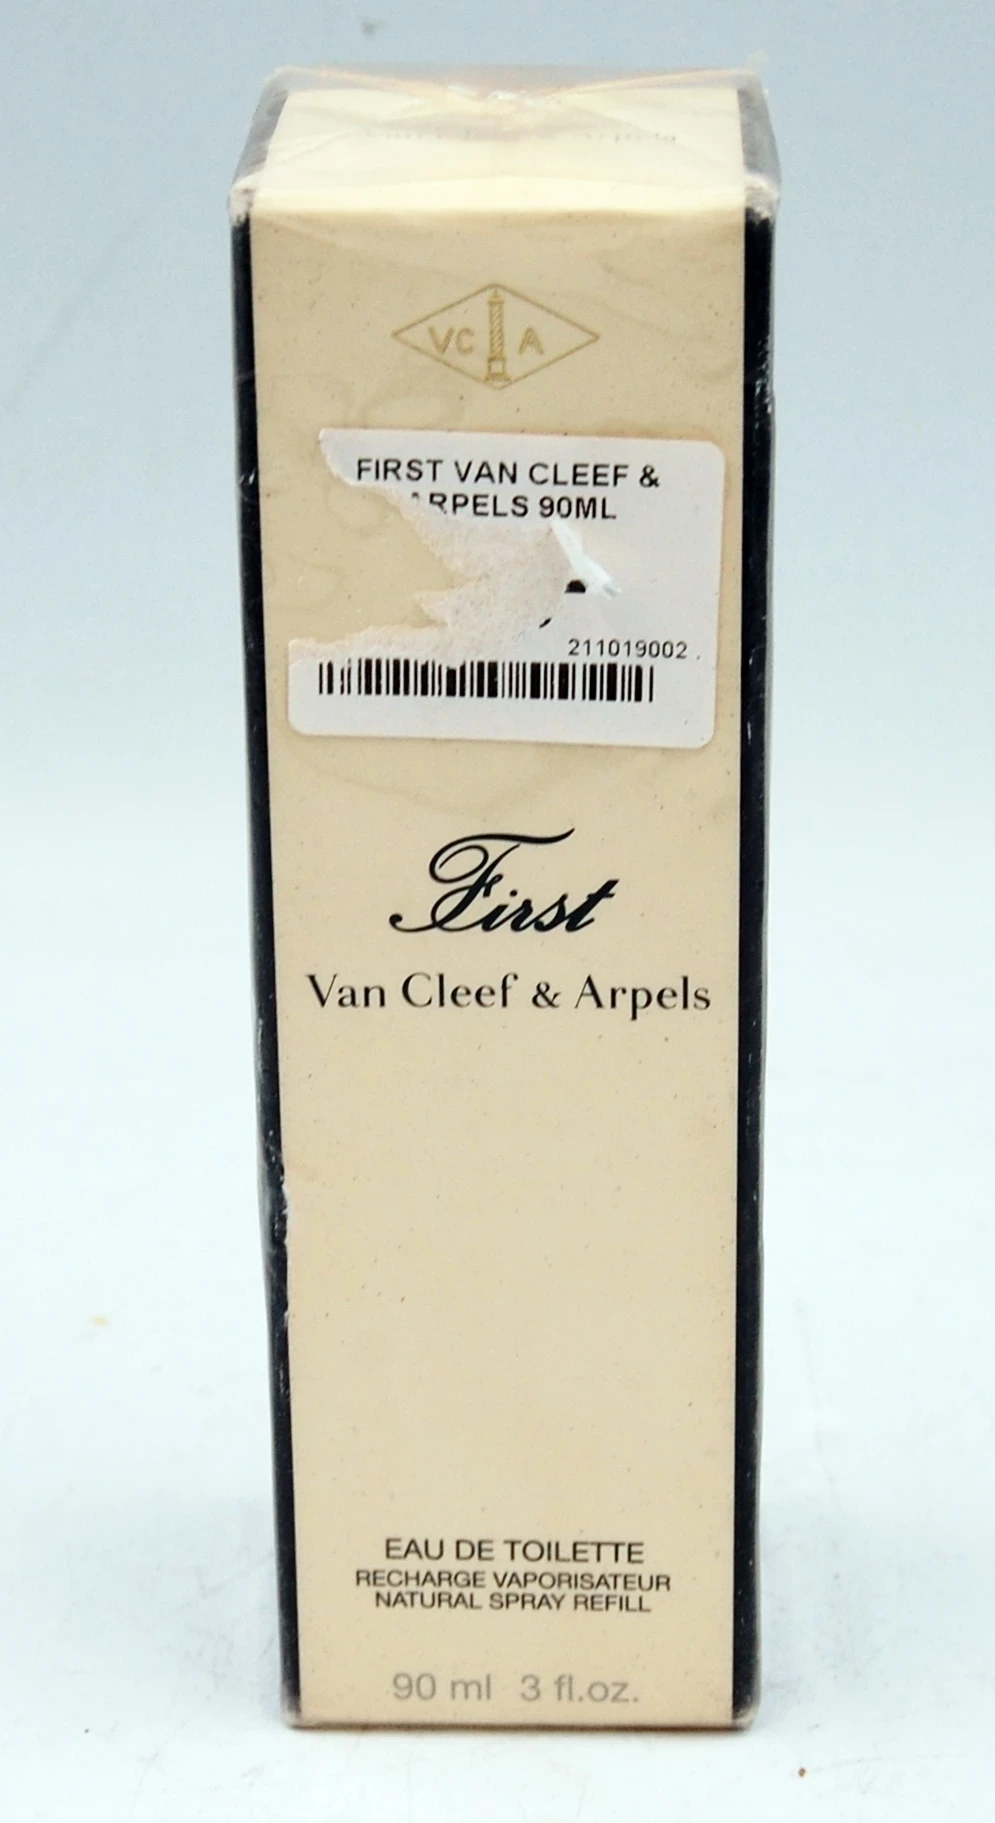 VC A
FIRST VAN CLEEF &
ARPELS 90ML
211019002
First
Van Cleef & Arpels
EAU DE TOILETTE
RECHARGE VAPORISATEUR
NATURAL SPRAY REFILL
90 ml 3 fl.oz.